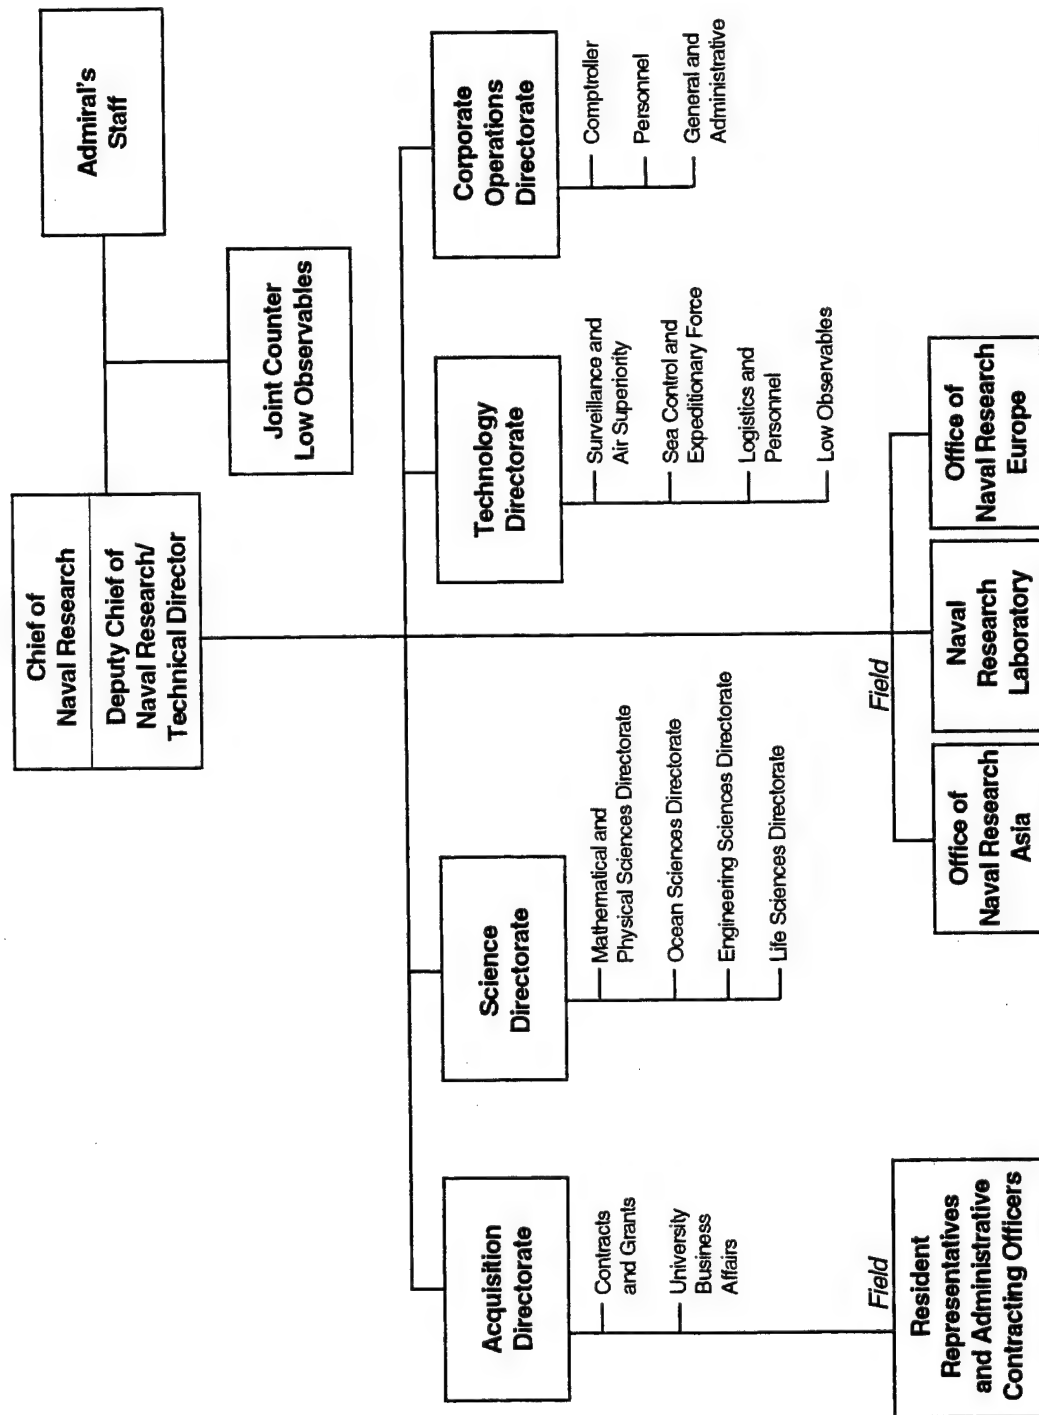 Chief of
Naval Research
Deputy Chief of
Naval Research/
Technical Director
Admiral's
Staff
Joint Counter
Low Observables
Acquisition
Directorate
Contracts
and Grants
University
Business
Affairs
Field
Resident
Representatives
and Administrative
Contracting Officers
Science
Directorate
Mathematical and
Physical Sciences Directorate
Ocean Sciences Directorate
Engineering Sciences Directorate
Life Sciences Directorate
Technology
Directorate
Surveillance and
Air Superiority
Sea Control and
Expeditionary Force
Logistics and
Personnel
Low Observables
Corporate
Operations
Directorate
Comptroller
Personnel
General and
Administrative
Field
Office of
Naval Research
Asia
Naval
Research
Laboratory
Office of
Naval Research
Europe